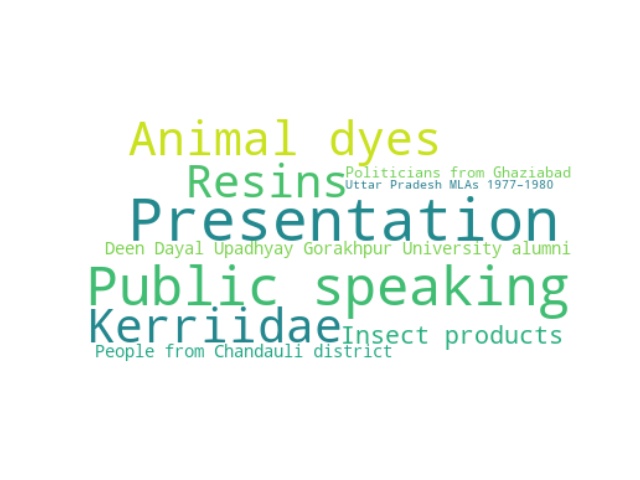 Animal dyes
Resins
Politicians from Ghaziabad
Uttar Pradesh MLAs 1977–1980
Presentation
Deen Dayal Upadhyay Gorakhpur University alumni
Public speaking
Kerriidae
Insect products
People from Chandauli district